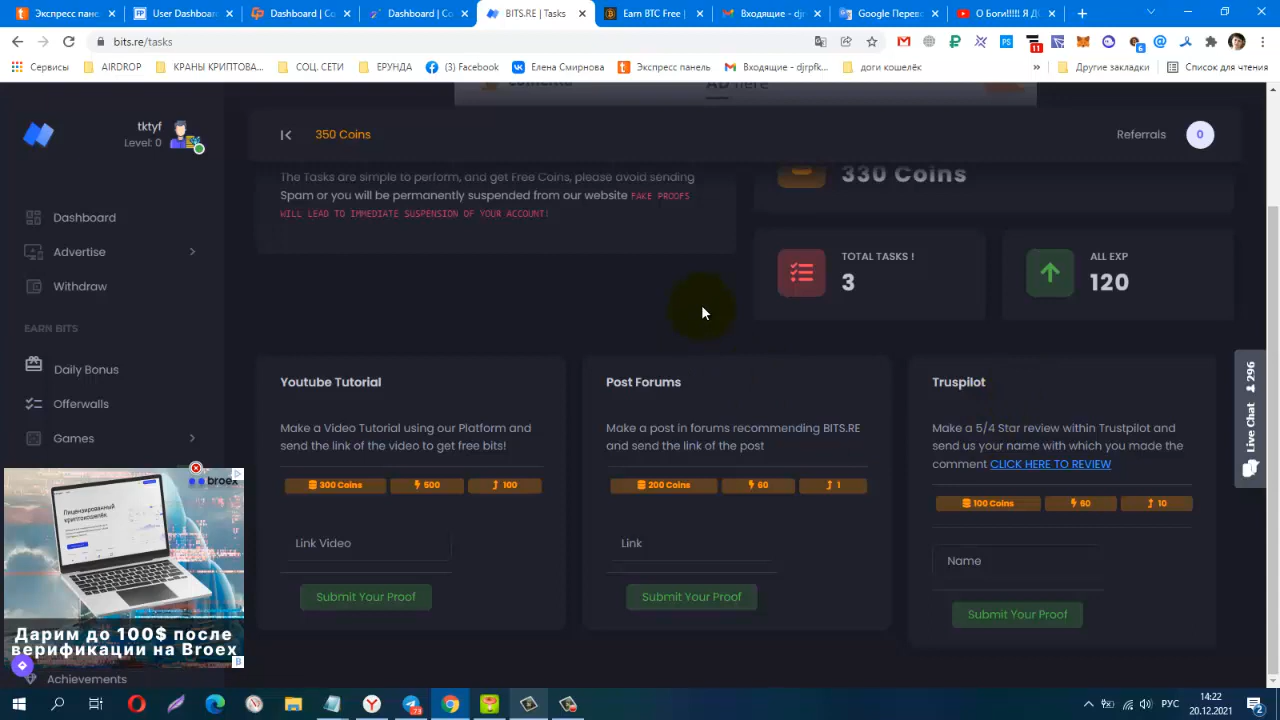 Экспресс панель
User Dashboard
Dashboard | Co
Dashboard | Co
BITS.RE | Tasks
Earn BTC Free |
Входящие - djr
Google Перево
О Боги!!!!! Я Д
bits.re/tasks
11
6
Сервисы
AIRDROP
КРАНЫ КРИПТОВА...
СОЦ. СЕТИ
ЕРУНДА
(3) Facebook
Елена Смирнова
Экспресс панель
Входящие - djrpfk...
доги кошелёк
»
Другие закладки
Список для чтения
AD here
tktyf
Level: 0
350 Coins
Referrals
0
The Tasks are simple to perform, and get Free Coins, please avoid sending
Spam or you will be permanently suspended from our website FAKE PROOFS
WILL LEAD TO IMMEDIATE SUSPENSION OF YOUR ACCOUNT!
330 Coins
TOTAL TASKS !
3
ALL EXP
120
Dashboard
Advertise
Withdraw
EARN BITS
Daily Bonus
Offerwalls
Games
Achievements
Youtube Tutorial
Make a Video Tutorial using our Platform and
send the link of the video to get free bits!
300 Coins
500
100
Link Video
Submit Your Proof
Post Forums
Make a post in forums recommending BITS.RE
and send the link of the post
200 Coins
60
1
Link
Submit Your Proof
Truspilot
Make a 5/4 Star review within Trustpilot and
send us your name with which you made the
comment CLICK HERE TO REVIEW
100 Coins
60
10
Name
Submit Your Proof
Live Chat
296
broex
Лицензированный
криптокошелёк
Дарим до 100$ после
верификации на Broex
73
РУС
14:22
20.12.2021
2